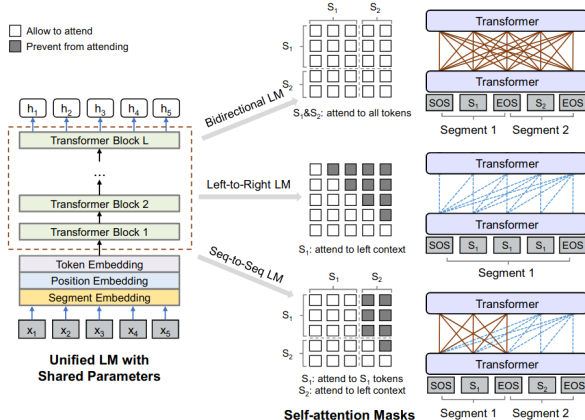 Allow to attend
Prevent from attending
h1 h2 h3 h4 h5
Transformer Block L
...
Transformer Block 2
Transformer Block 1
Token Embedding
Position Embedding
Segment Embedding
x1 x2 x3 x4 x5
Unified LM with
Shared Parameters
Bidirectional LM
Left-to-Right LM
Seq-to-Seq LM
S1 S2
S1
S2
S1&S2: attend to all tokens
S1
S1: attend to left context
S1 S2
S1
S2
S1: attend to S1 tokens
S2: attend to left context
Self-attention Masks
Transformer
Transformer
SOS S1 EOS S2 EOS
Segment 1 Segment 2
Transformer
Transformer
SOS S1 S1 S1 EOS
Segment 1
Transformer
Transformer
SOS S1 EOS S2 EOS
Segment 1 Segment 2